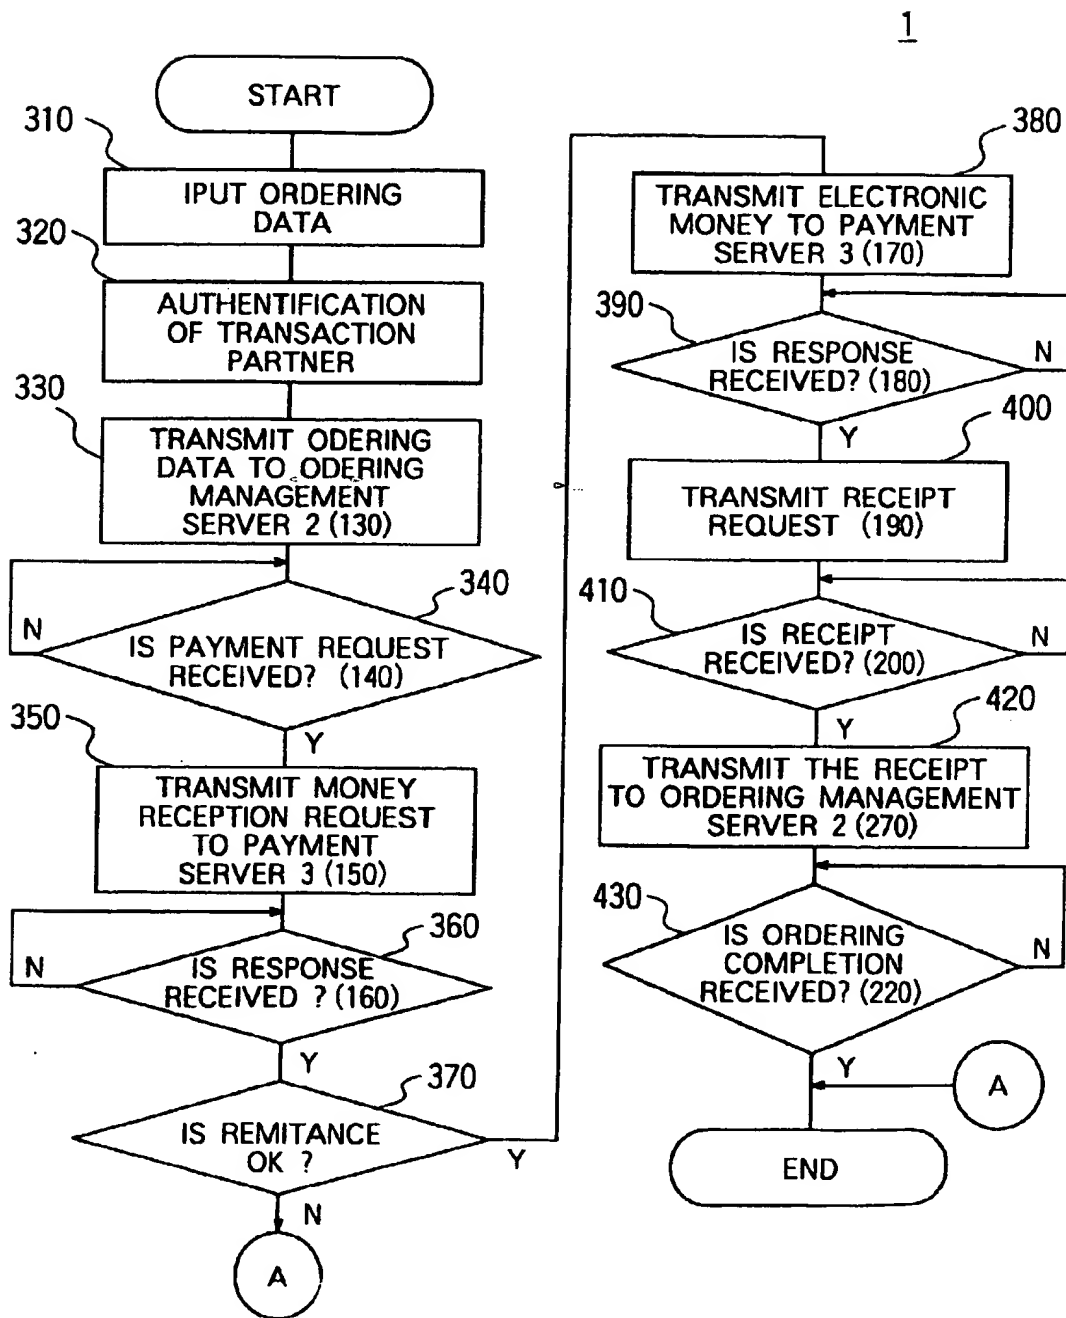 1
START
310
IPUT ORDERING
DATA
320
AUTHENTIFICATION
OF TRANSACTION
PARTNER
330
TRANSMIT ODERING
DATA TO ODERING
MANAGEMENT
SERVER 2 (130)
340
N
IS PAYMENT REQUEST
RECEIVED? (140)
Y
350
TRANSMIT MONEY
RECEPTION REQUEST
TO PAYMENT
SERVER 3 (150)
360
N
IS RESPONSE
RECEIVED ? (160)
Y
370
IS REMITANCE
OK ?
Y
N
A
380
TRANSMIT ELECTRONIC
MONEY TO PAYMENT
SERVER 3 (170)
390
IS RESPONSE
RECEIVED? (180)
N
Y
400
TRANSMIT RECEIPT
REQUEST (190)
410
IS RECEIPT
RECEIVED? (200)
N
Y
420
TRANSMIT THE RECEIPT
TO ORDERING MANAGEMENT
SERVER 2 (270)
430
IS ORDERING
COMPLETION
RECEIVED? (220)
N
Y
A
END